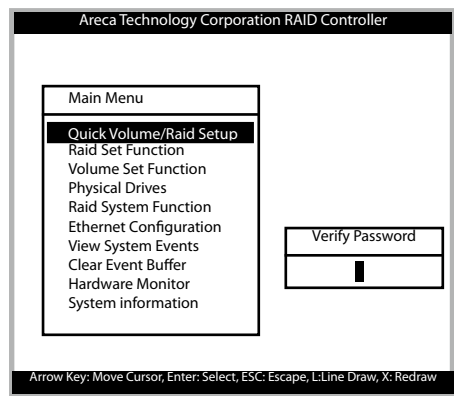 Areca Technology Corporation RAID Controller
Main Menu
Quick Volume/Raid Setup
Raid Set Function
Volume Set Function
Physical Drives
Raid System Function
Ethernet Configuration
View System Events
Clear Event Buffer
Hardware Monitor
System information
Verify Password
Arrow Key: Move Cursor, Enter: Select, ESC: Escape, L:Line Draw, X: Redraw